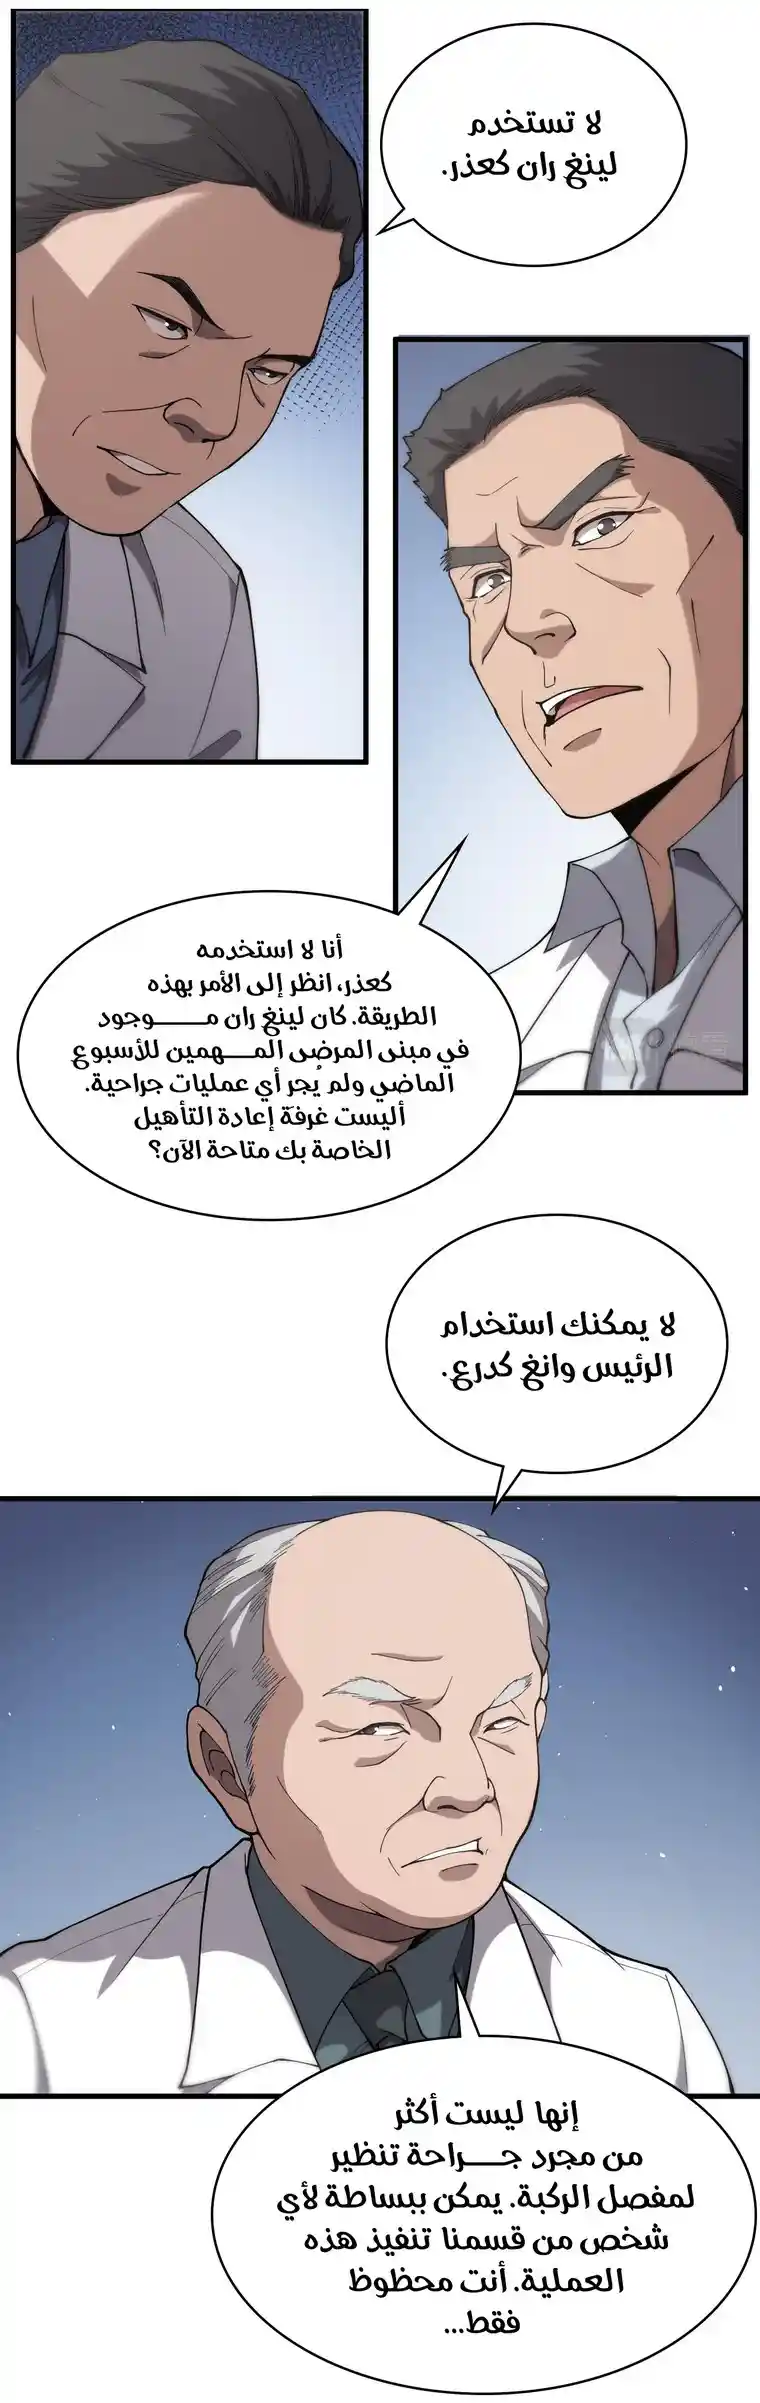 لا تستخدم
لينغ ران كعذر.
أنا لا استخدمه
كعذر، انظر إلى الأمر بهذه
الطريقة. كان لينغ ران مــــوجود
في مبنى المرضى المــهمين للأسبوع
الماضي ولم يُجر أي عمليات جراحية.
أليست غرفة إعادة التأهيل
الخاصة بك متاحة الآن؟
لا يمكنك استخدام
الرئيس وانغ كدرع.
إنها ليست أكثر
من مجرد جــراحة تنظير
لمفصل الركبة. يمكن ببساطة لأي
شخص من قسمنا تنفيذ هذه
العملية. أنت محظوظ
فقط...